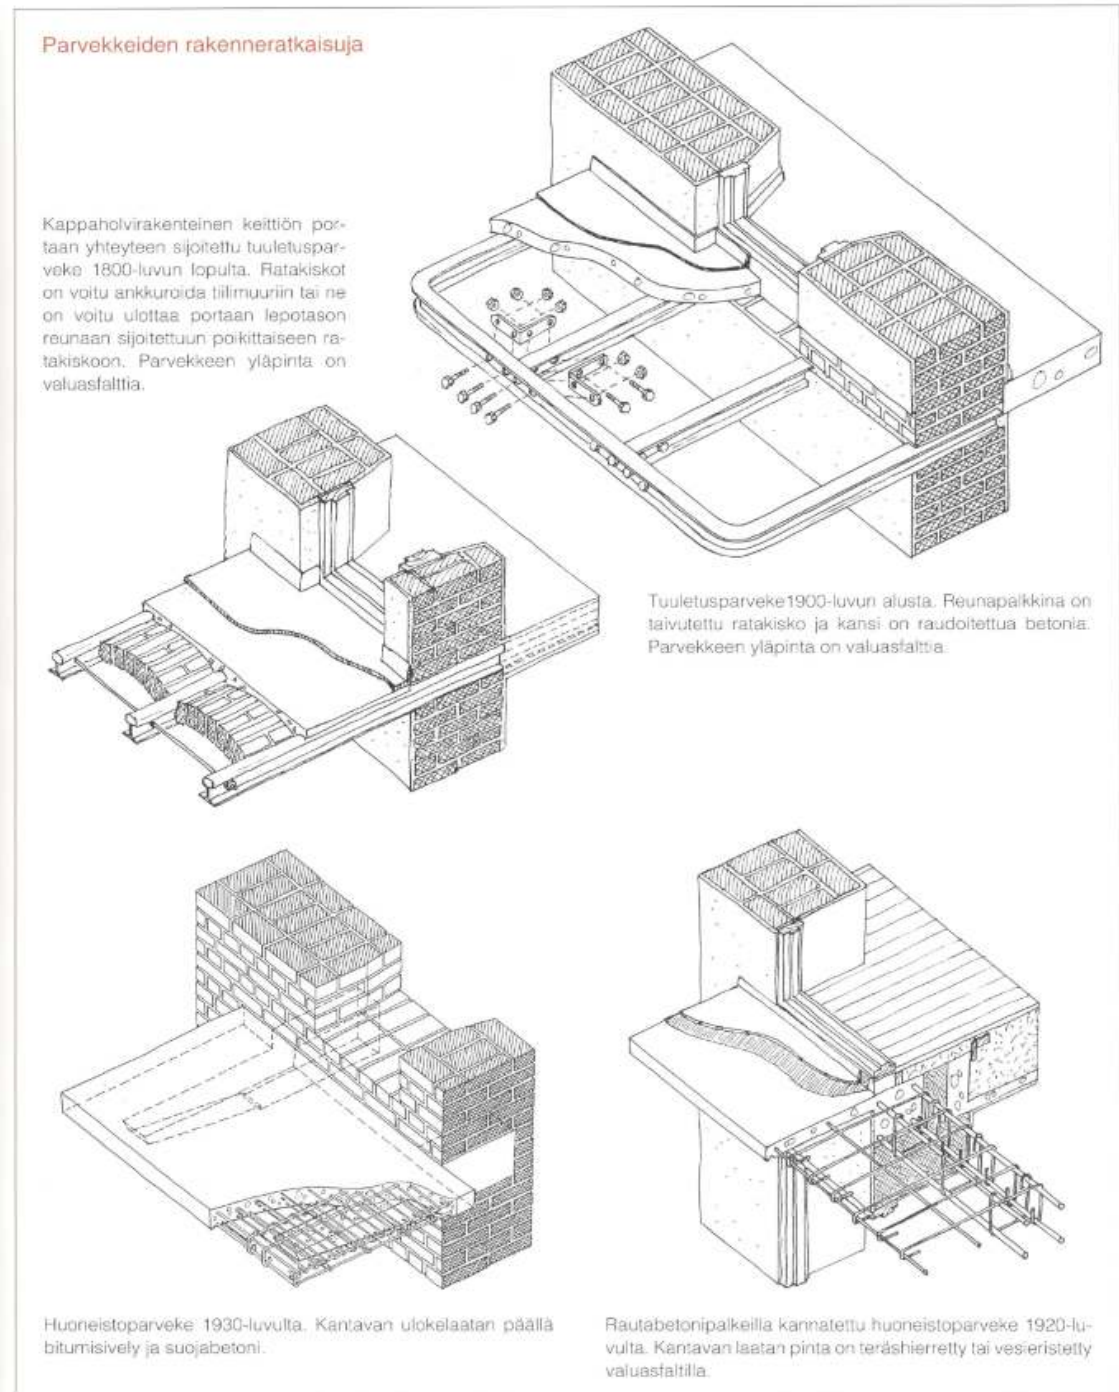 Parvekkeiden rakenneratkaisuja
Kappaholvirakenteinen keittiön por-
taan yhteyteen sijoitettu tuuletuspar-
veke 1800-luvun lopulta. Ratakiskot
on voitu ankkuroida tiilimuuriin tai ne
on voitu ulottaa portaan lepotason
reunaan sijoitettuun poikittaiseen ra-
takiskoon. Parvekkeen yläpinta on
valuasfalttia.
Tuuletusparveke1900-luvun alusta. Reunapalkkina on
taivutettu ratakisko ja kansi on raudoitettua betonia.
Parvekkeen yläpinta on valuasfalttia.
Huoneistoparveke 1930-luvulta. Kantavan ulokelaatan päällä
bitumisively ja suojabetoni.
Rautabetonipalkeilla kannatettu huoneistoparveke 1920-lu-
vulta. Kantavan laatan pinta on teräshierretty tai vesieristetty
valuasfaltilla.